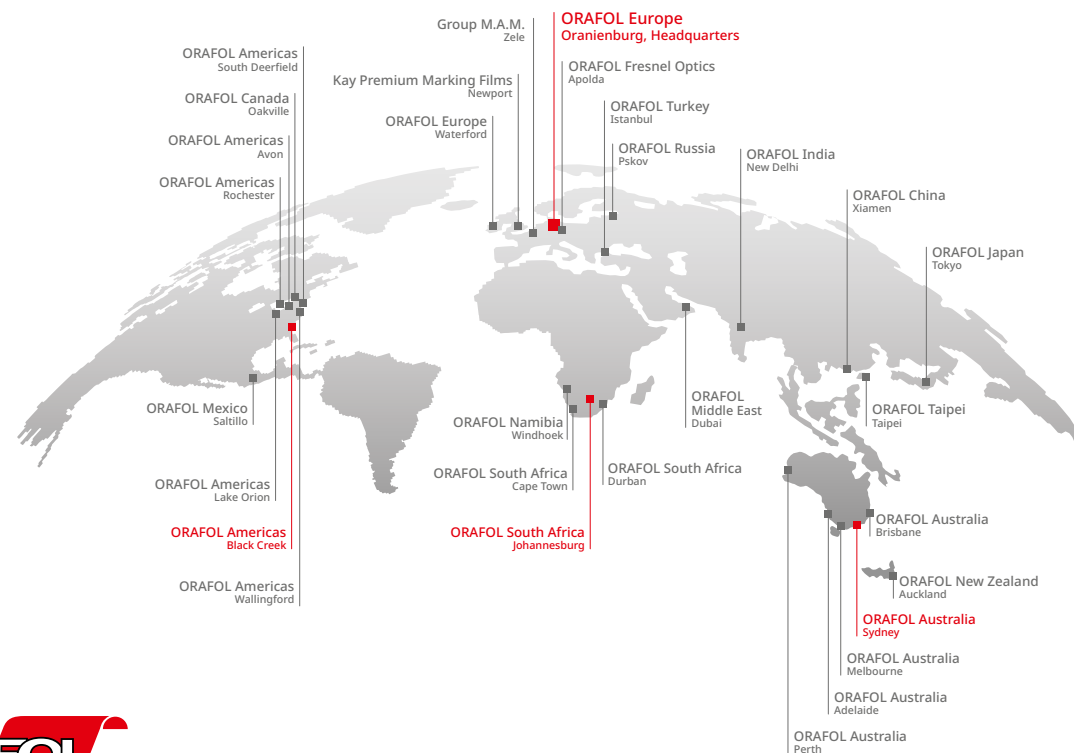 Group M.A.M.
Zele
ORAFOL Europe
Oranienburg, Headquarters
ORAFOL Americas
South Deerfield
Kay Premium Marking Films
Newport
ORAFOL Fresnel Optics
Apolda
ORAFOL Canada
Oakville
ORAFOL Europe
Waterford
ORAFOL Turkey
Istanbul
ORAFOL Americas
Avon
ORAFOL Russia
Pskov
ORAFOL India
New Delhi
ORAFOL Americas
Rochester
ORAFOL China
Xiamen
ORAFOL Japan
Tokyo
ORAFOL Mexico
Saltillo
ORAFOL Namibia
Windhoek
ORAFOL
Middle East
Dubai
ORAFOL Taipei
Taipei
ORAFOL Americas
Lake Orion
ORAFOL South Africa
Cape Town
ORAFOL South Africa
Durban
ORAFOL Americas
Black Creek
ORAFOL South Africa
Johannesburg
ORAFOL Australia
Brisbane
ORAFOL Americas
Wallingford
ORAFOL New Zealand
Auckland
ORAFOL Australia
Sydney
ORAFOL Australia
Melbourne
ORAFOL Australia
Adelaide
ORAFOL Australia
Perth